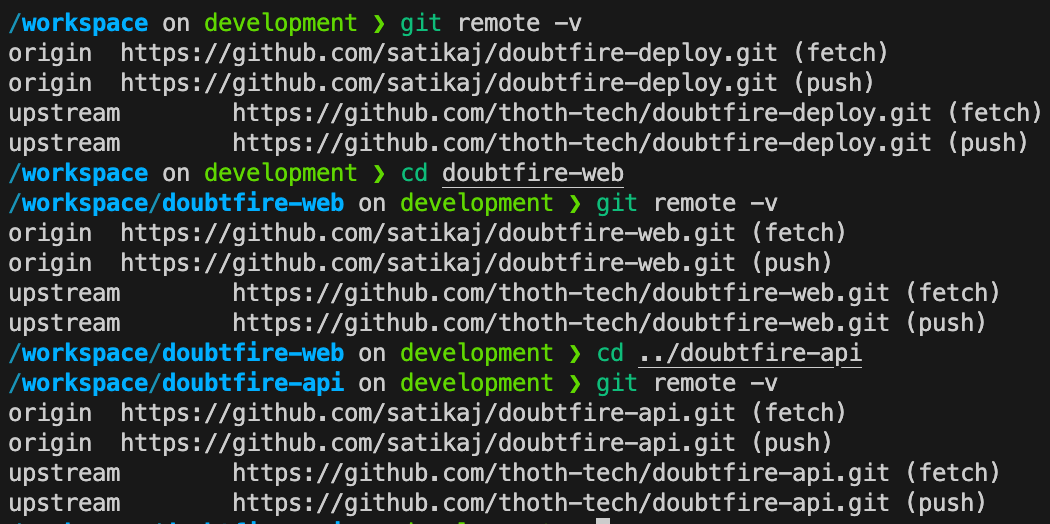 /workspace on development ❯ git remote -v
origin  https://github.com/satikaj/doubtfire-deploy.git (fetch)
origin  https://github.com/satikaj/doubtfire-deploy.git (push)
upstream        https://github.com/thoth-tech/doubtfire-deploy.git (fetch)
upstream        https://github.com/thoth-tech/doubtfire-deploy.git (push)
/workspace on development ❯ cd doubtfire-web
/workspace/doubtfire-web on development ❯ git remote -v
origin  https://github.com/satikaj/doubtfire-web.git (fetch)
origin  https://github.com/satikaj/doubtfire-web.git (push)
upstream        https://github.com/thoth-tech/doubtfire-web.git (fetch)
upstream        https://github.com/thoth-tech/doubtfire-web.git (push)
/workspace/doubtfire-web on development ❯ cd ../doubtfire-api
/workspace/doubtfire-api on development ❯ git remote -v
origin  https://github.com/satikaj/doubtfire-api.git (fetch)
origin  https://github.com/satikaj/doubtfire-api.git (push)
upstream        https://github.com/thoth-tech/doubtfire-api.git (fetch)
upstream        https://github.com/thoth-tech/doubtfire-api.git (push)